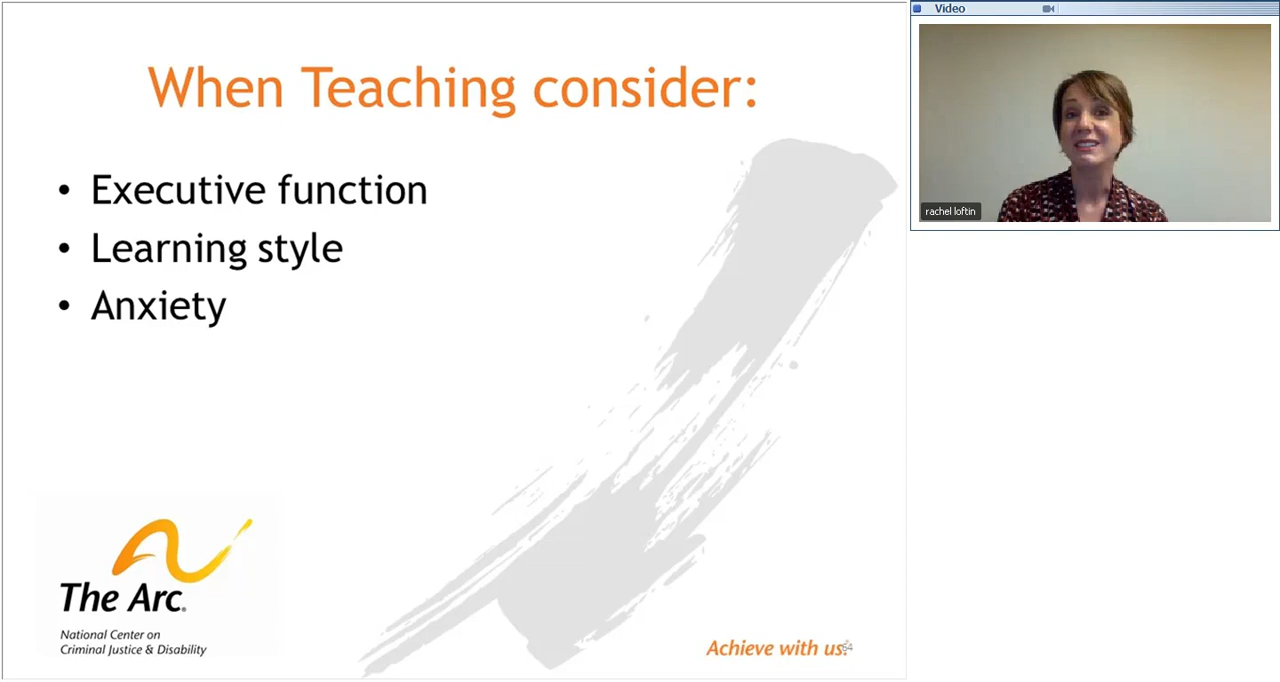 When Teaching consider:
• Executive function
• Learning style
• Anxiety
The Arc®
National Center on
Criminal Justice & Disability
Achieve with us.®
64
Video
rachel loftin